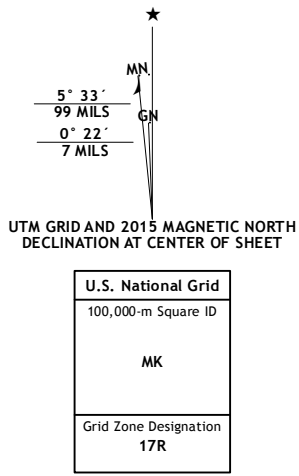 MN.
5° 33´
99 MILS
GN
0° 22´
7 MILS
UTM GRID AND 2015 MAGNETIC NORTH
DECLINATION AT CENTER OF SHEET
U.S. National Grid
100,000-m Square ID
MK
Grid Zone Designation
17R